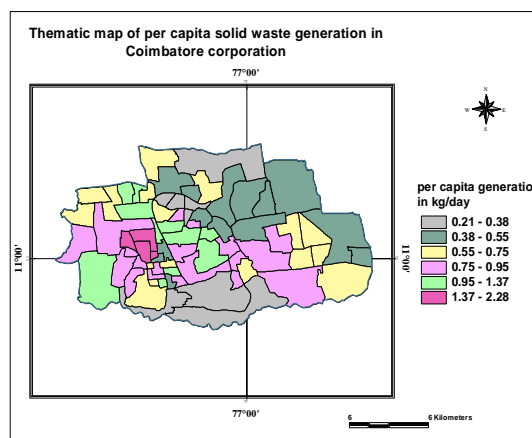 Thematic map of per capita solid waste generation in
Coimbatore corporation
77°00'
N
W E
S
per capita generation
in kg/day
0.21 - 0.38
0.38 - 0.55
0.55 - 0.75
0.75 - 0.95
0.95 - 1.37
1.37 - 2.28
11°00'
11°00'
77°00'
6 6 Kilometers